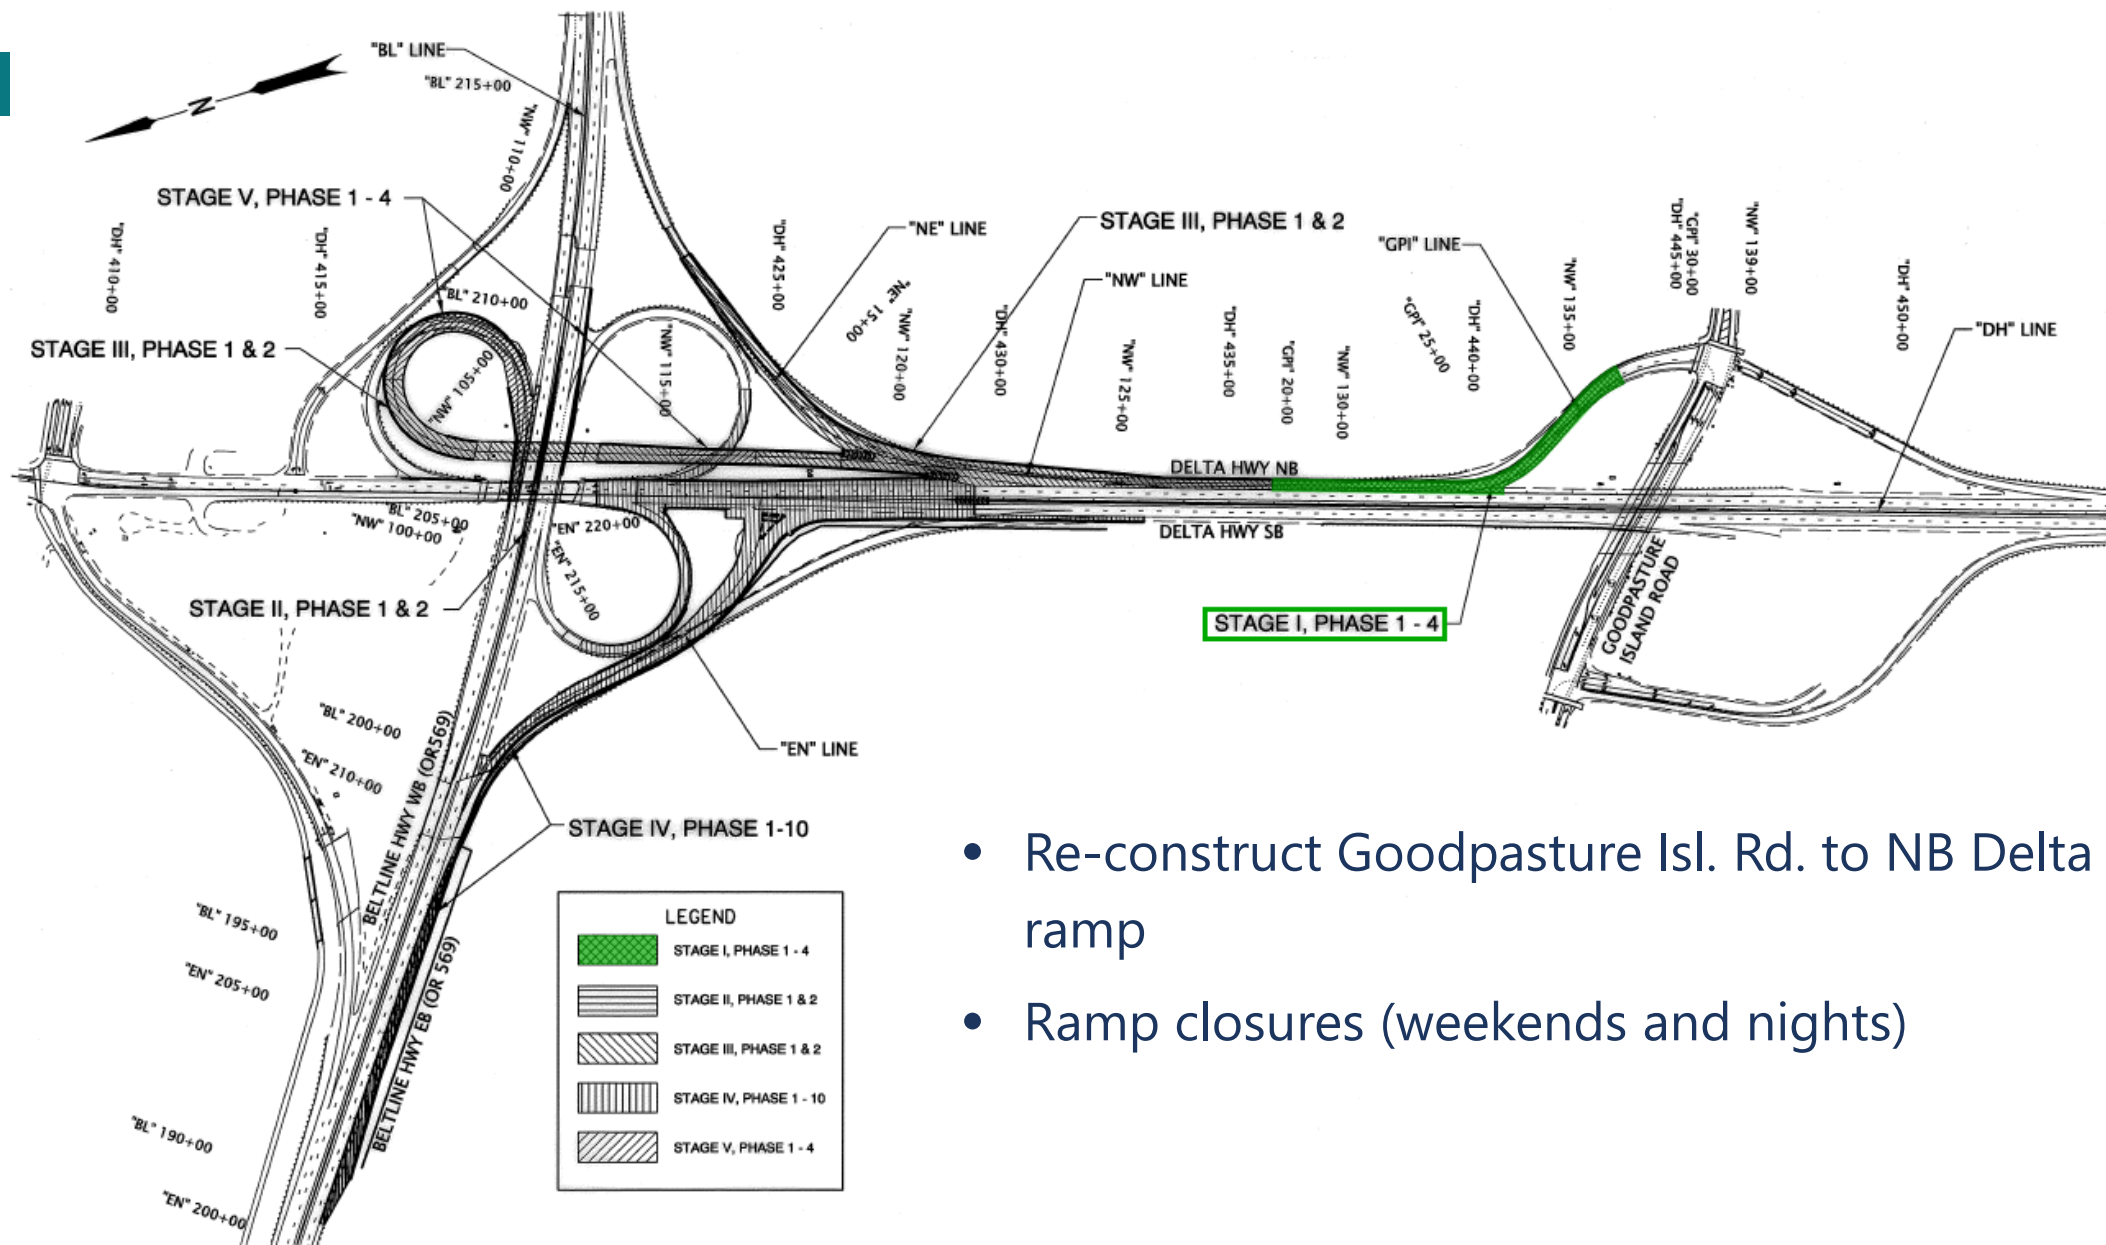 "BL" LINE
"BL" 215+00
N
"NW" 110+00
STAGE V, PHASE 1 - 4
"DH" 410+00
"DH" 415+00
"BL" 210+00
"DH" 425+00
"NE" LINE
STAGE III, PHASE 1 & 2
"GPI" LINE
"NW" LINE
"NE" 15+00
"NW" 120+00
"DH" 430+00
"NW" 125+00
"DH" 435+00
"GPI" 20+00
"NW" 130+00
"GPI" 25+00
"DH" 440+00
"NW" 135+00
"DH" 445+00
"GPI" 30+00
"NW" 139+00
"DH" 450+00
"DH" LINE
STAGE III, PHASE 1 & 2
"NW" 105+00
"NW" 115+00
DELTA HWY NB
"BL" 205+00
"NW" 100+00
"EN" 220+00
"EN" 215+00
DELTA HWY SB
STAGE II, PHASE 1 & 2
STAGE I, PHASE 1 - 4
GOODPASTURE
ISLAND ROAD
"BL" 200+00
"EN" 210+00
"EN" LINE
BELTLINE HWY WB (OR569)
STAGE IV, PHASE 1-10
"BL" 195+00
"EN" 205+00
BELTLINE HWY EB (OR 569)
"BL" 190+00
"EN" 200+00
LEGEND
STAGE I, PHASE 1 - 4
STAGE II, PHASE 1 & 2
STAGE III, PHASE 1 & 2
STAGE IV, PHASE 1 - 10
STAGE V, PHASE 1 - 4
• Re-construct Goodpasture Isl. Rd. to NB Delta
ramp
• Ramp closures (weekends and nights)